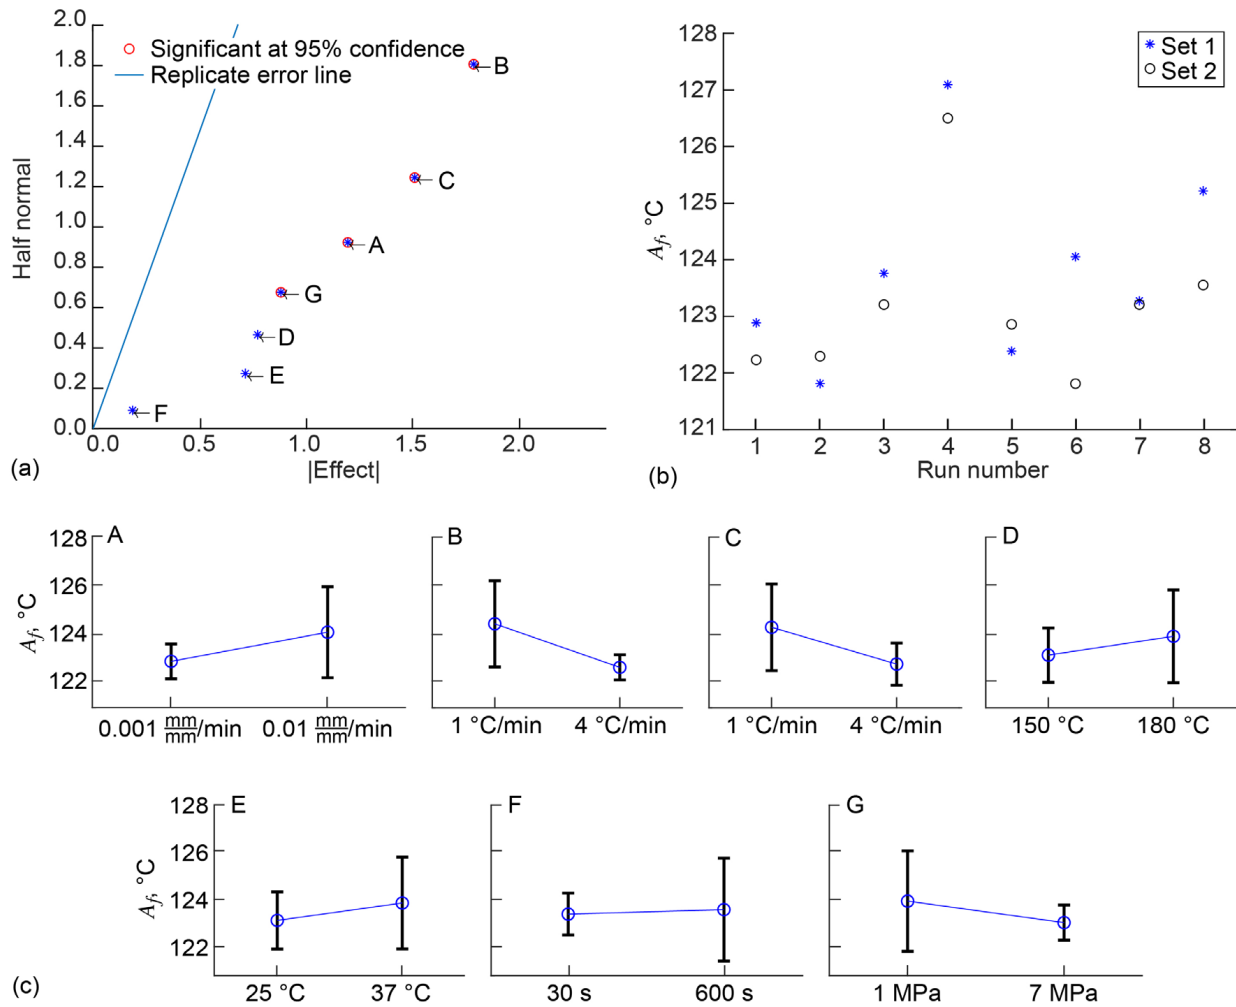 2.0
1.8
1.6
1.4
1.2
1.0
0.8
0.6
0.4
0.2
0.0
Half normal
Significant at 95% confidence
Replicate error line
B
C
A
G
D
E
F
0.0 0.5 1.0 1.5 2.0
|Effect|
(a)
128
127
126
125
124
123
122
121
A_f, °C
Set 1
Set 2
1 2 3 4 5 6 7 8
Run number
(b)
A
128
126
124
122
A_f, °C
0.001 mm/mm/min 0.01 mm/mm/min
B
1 °C/min 4 °C/min
C
1 °C/min 4 °C/min
D
150 °C 180 °C
E
128
126
124
122
A_f, °C
25 °C 37 °C
F
30 s 600 s
G
1 MPa 7 MPa
(c)